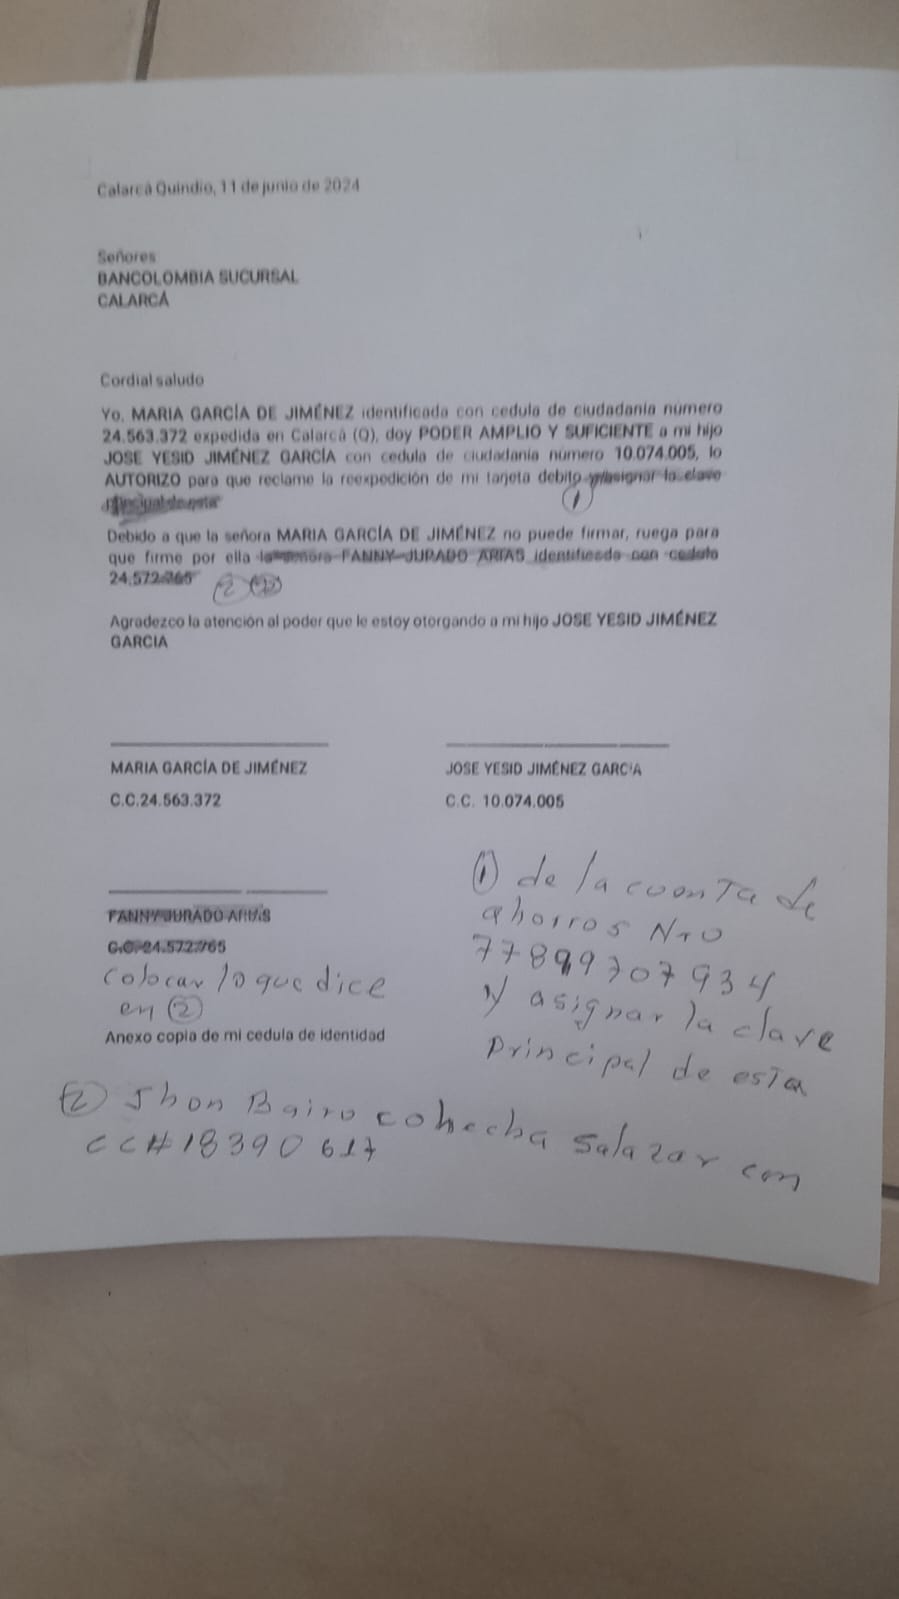 Calarcá Quindío, 11 de junio de 2024
Señores
BANCOLOMBIA SUCURSAL
CALARCÁ
Cordial saludo
Yo, MARIA GARCÍA DE JIMÉNEZ identificada con cedula de ciudadanía número
24.563.372 expedida en Calarcá (Q), doy PODER AMPLIO Y SUFICIENTE a mi hijo
JOSE YESID JIMÉNEZ GARCÍA con cedula de ciudadanía número 10.074.005, lo
AUTORIZO para que reclame la reexpedición de mi tarjeta debito y asignar la clave
principal de esta
①
Debido a que la señora MARIA GARCÍA DE JIMÉNEZ no puede firmar, ruega para
que firme por ella la señora FANNY JURADO ARIAS identificada con cedula
24.572.765
②
Agradezco la atención al poder que le estoy otorgando a mi hijo JOSE YESID JIMÉNEZ
GARCIA
MARIA GARCÍA DE JIMÉNEZ
C.C.24.563.372
JOSE YESID JIMÉNEZ GARCIA
C.C. 10.074.005
FANNY JURADO ARIAS
C.C. 24.572.765
colocar lo que dice
en ②
Anexo copia de mi cedula de identidad
① de la cuenta de
ahorros Nro
y asignar la clave
Principal de esta
② Jhon Bairo cohecha Salazar con
CC# 18390617